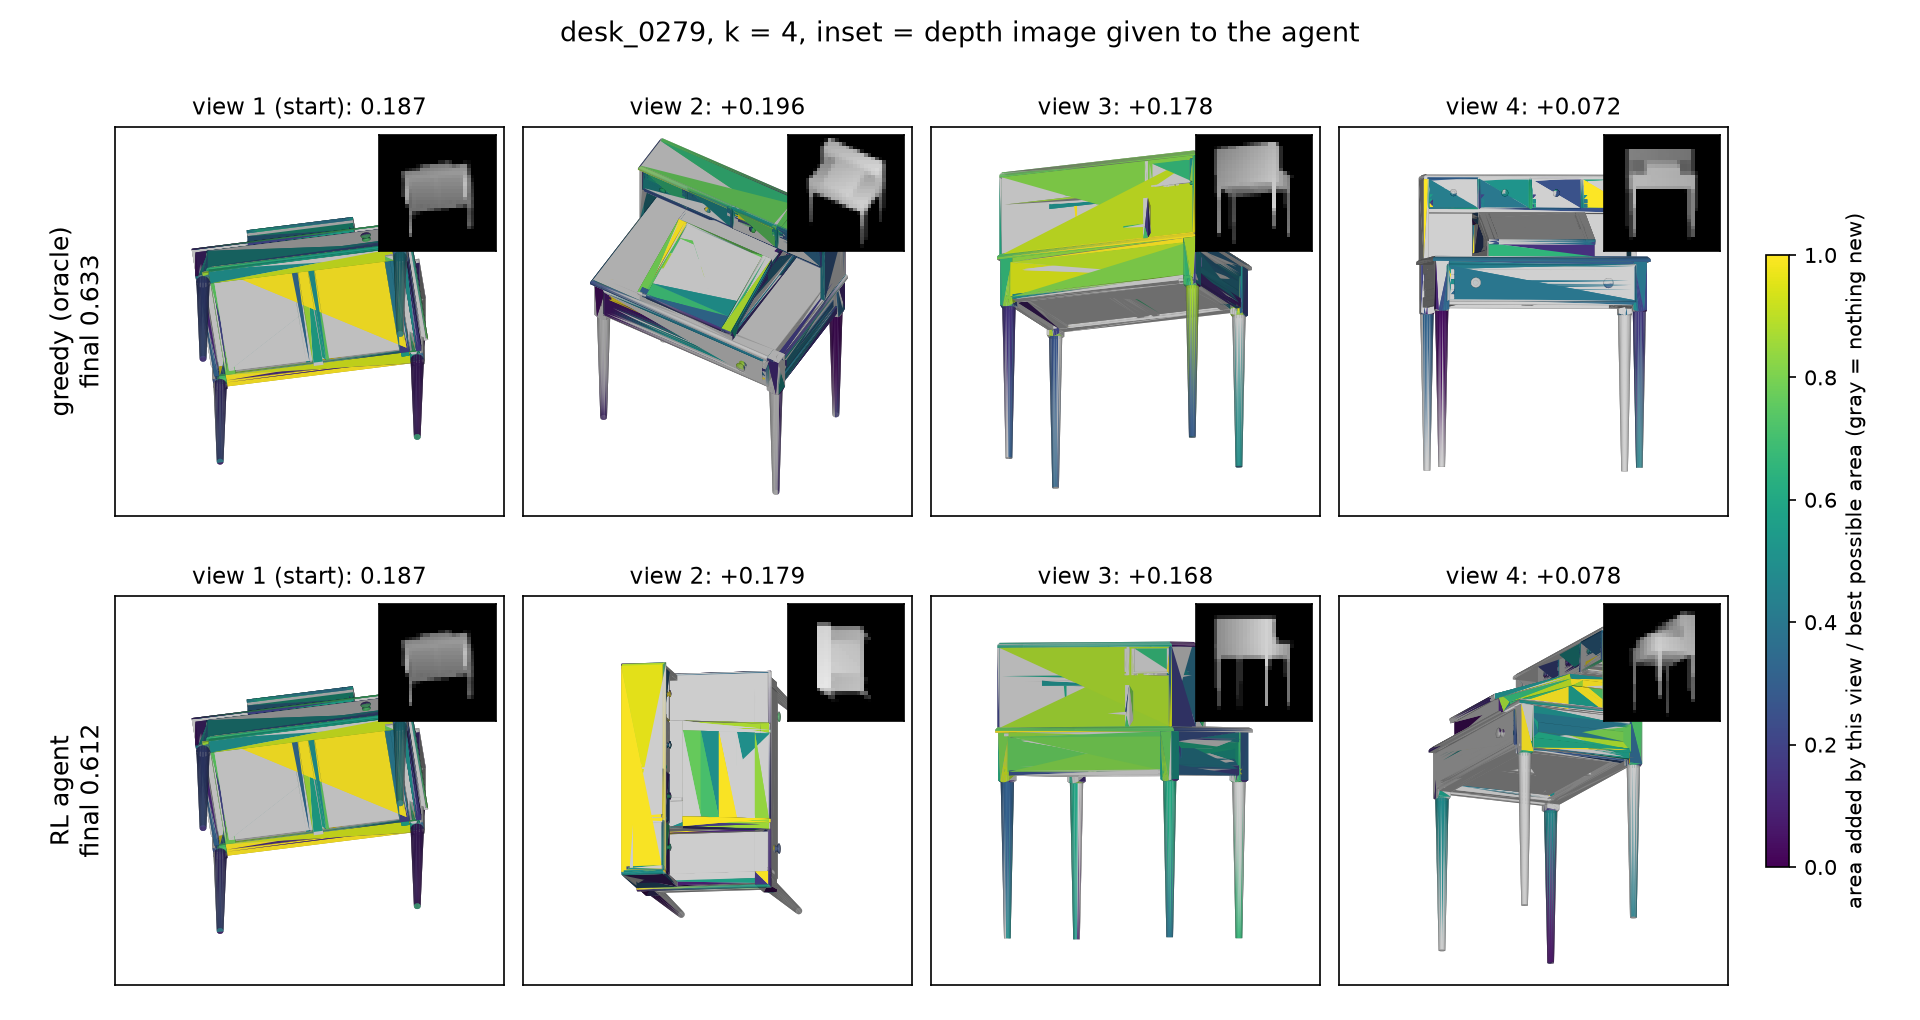 desk_0279, k = 4, inset = depth image given to the agent
view 1 (start): 0.187
view 2: +0.196
view 3: +0.178
view 4: +0.072
greedy (oracle)
final 0.633
view 1 (start): 0.187
view 2: +0.179
view 3: +0.168
view 4: +0.078
RL agent
final 0.612
1.0
0.8
0.6
0.4
0.2
0.0
area added by this view / best possible area (gray = nothing new)